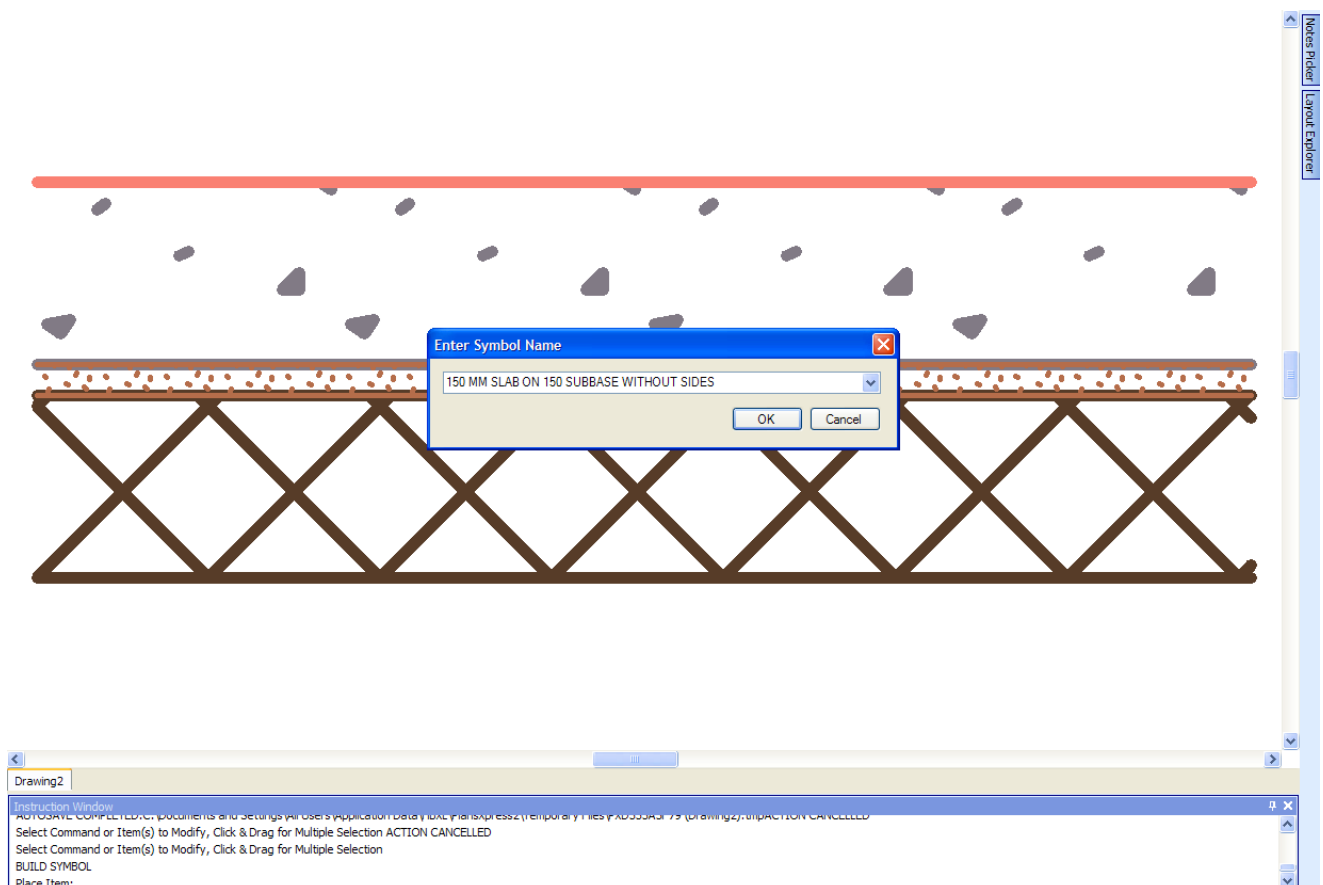 Notes Picker
Layout Explorer
Enter Symbol Name
150 MM SLAB ON 150 SUBBASE WITHOUT SIDES
OK
Cancel
Drawing2
Instruction Window
Select Command or Item(s) to Modify, Click & Drag for Multiple Selection ACTION CANCELLED
Select Command or Item(s) to Modify, Click & Drag for Multiple Selection
BUILD SYMBOL
Place Item: